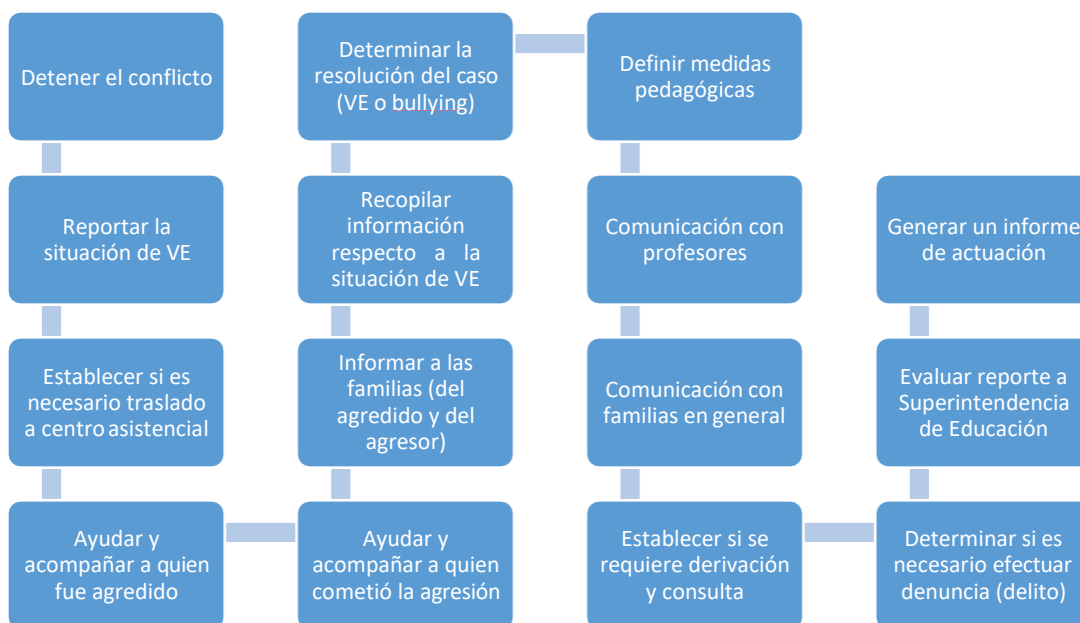 Detener el conflicto
Reportar la
situación de VE
Establecer si es
necesario traslado
a centro asistencial
Ayudar y
acompañar a quien
fue agredido
Ayudar y
acompañar a quien
cometió la agresión
Informar a las
familias (del
agredido y del
agresor)
Recopilar
información
respecto a la
situación de VE
Determinar la
resolución del caso
(VE o bullying)
Definir medidas
pedagógicas
Comunicación con
profesores
Comunicación con
familias en general
Establecer si se
requiere derivación
y consulta
Determinar si es
necesario efectuar
denuncia (delito)
Evaluar reporte a
Superintendencia
de Educación
Generar un informe
de actuación